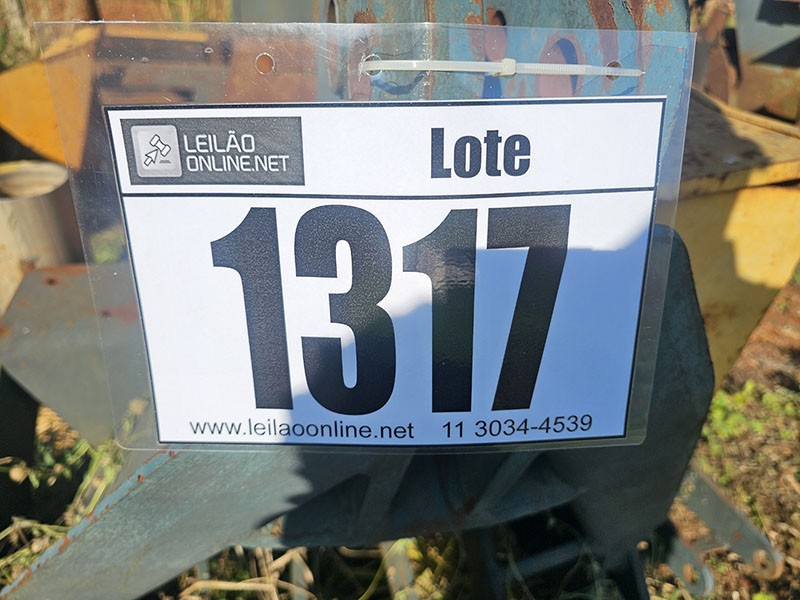 LEILÃO
ONLINE.NET
Lote
1317
www.leilaoonline.net 11 3034-4539